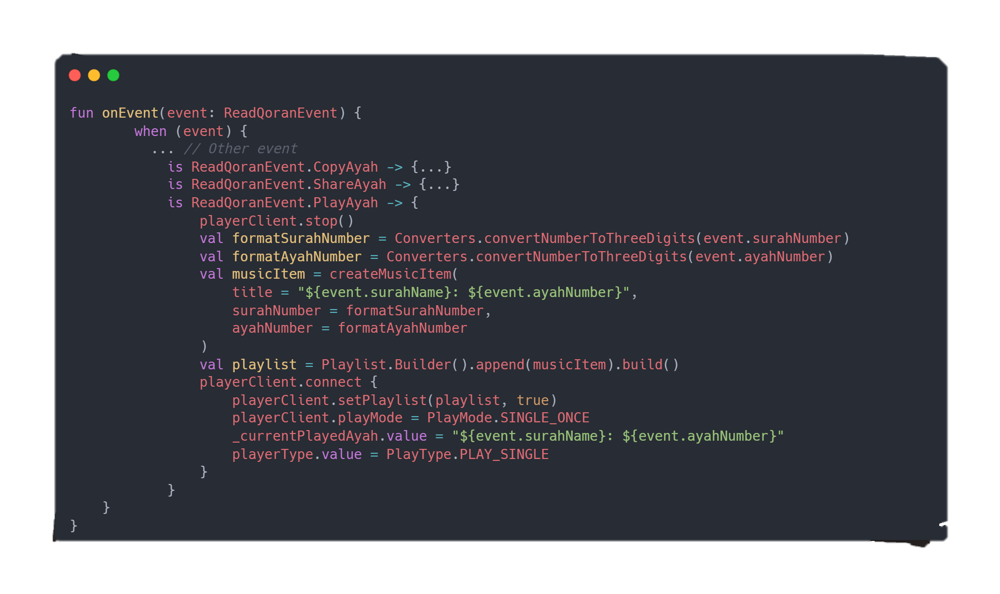 fun onEvent(event: ReadQoranEvent) {
        when (event) {
          ... // Other event
            is ReadQoranEvent.CopyAyah -> {...}
            is ReadQoranEvent.ShareAyah -> {...}
            is ReadQoranEvent.PlayAyah -> {
                playerClient.stop()
                val formatSurahNumber = Converters.convertNumberToThreeDigits(event.surahNumber)
                val formatAyahNumber = Converters.convertNumberToThreeDigits(event.ayahNumber)
                val musicItem = createMusicItem(
                    title = "${event.surahName}: ${event.ayahNumber}",
                    surahNumber = formatSurahNumber,
                    ayahNumber = formatAyahNumber
                )
                val playlist = Playlist.Builder().append(musicItem).build()
                playerClient.connect {
                    playerClient.setPlaylist(playlist, true)
                    playerClient.playMode = PlayMode.SINGLE_ONCE
                    _currentPlayedAyah.value = "${event.surahName}: ${event.ayahNumber}"
                    playerType.value = PlayType.PLAY_SINGLE
                }
            }
    }
}